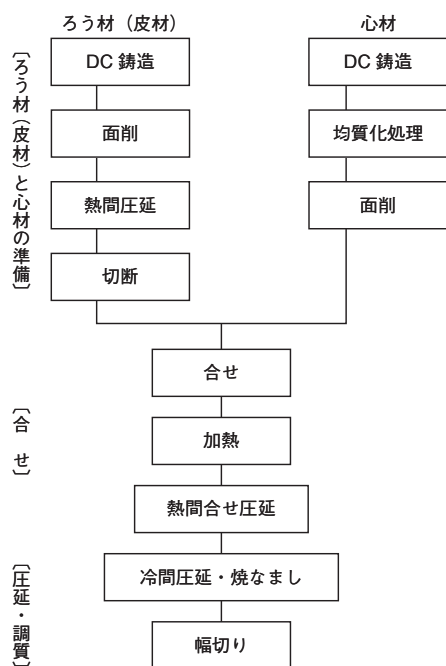 ろう材（皮材）
DC 鋳造
面削
熱間圧延
切断
心材
DC 鋳造
均質化処理
面削
合せ
加熱
熱間合せ圧延
冷間圧延・焼なまし
幅切り
〔ろう材（皮材）と心材の準備〕
〔合　せ〕
〔圧延・調質〕